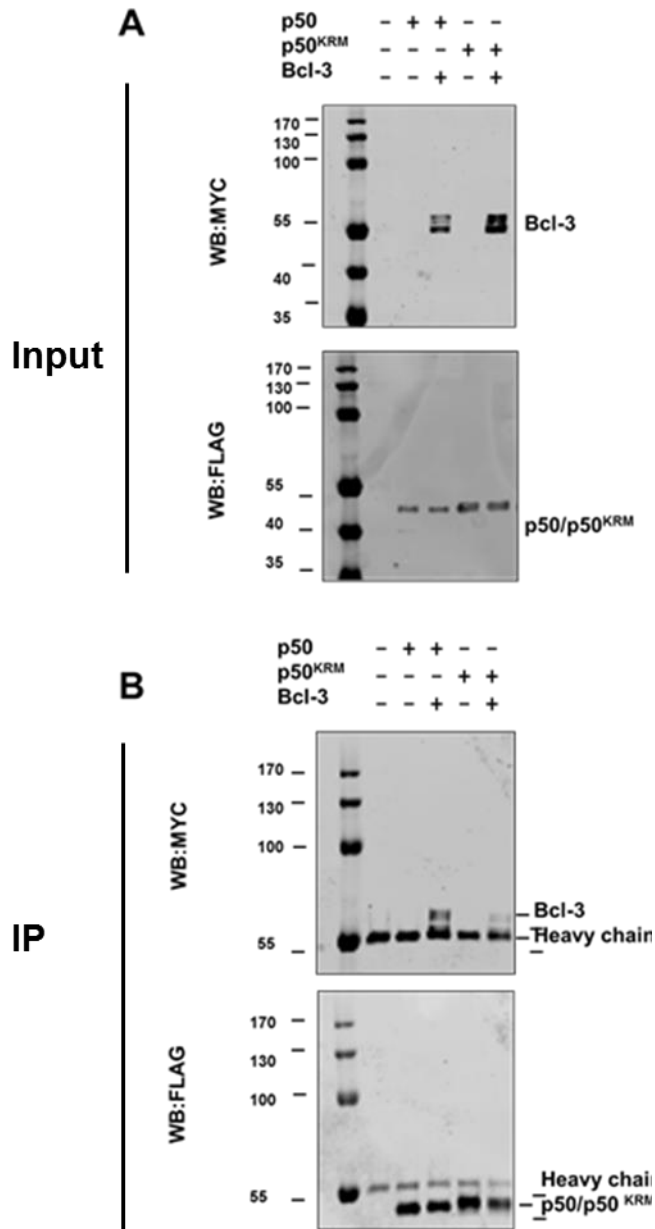 A
p50 – + + – –
p50KRM – – – + +
Bcl-3 – – + – +
Input
WB:MYC
170 –
130 –
100 –
55 –
–
40
–
35
Bcl-3
WB:FLAG
170 –
130 –
100 –
55
–
40 –
35 –
p50/p50KRM
B
p50 – + + – –
p50KRM – – – + +
Bcl-3 – – + – +
IP
WB:MYC
170 –
130 –
100 –
55 –
– Bcl-3
– Heavy chain
WB:FLAG
170 –
130 –
100 –
55 –
Heavy chain
– p50/p50 KRM